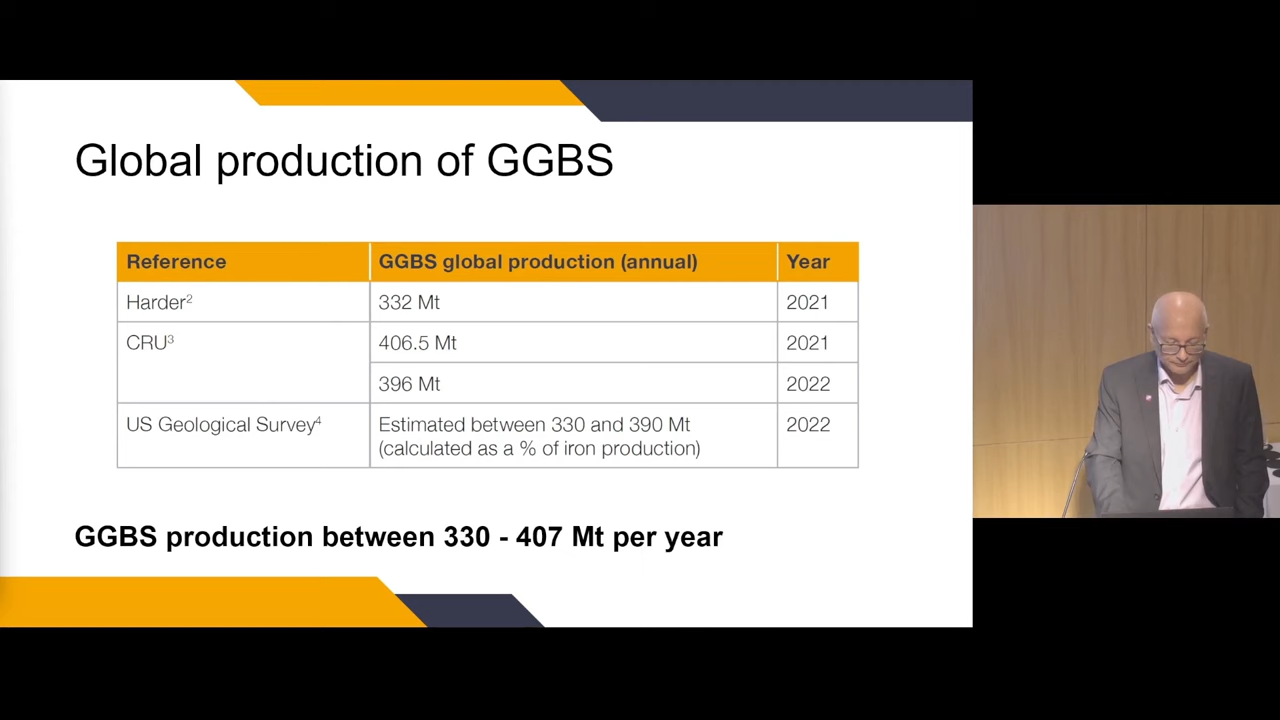 Global production of GGBS
Reference GGBS global production (annual) Year
Harder² 332 Mt 2021
CRU³ 406.5 Mt 2021
396 Mt 2022
US Geological Survey⁴ Estimated between 330 and 390 Mt 2022
(calculated as a % of iron production)
GGBS production between 330 - 407 Mt per year